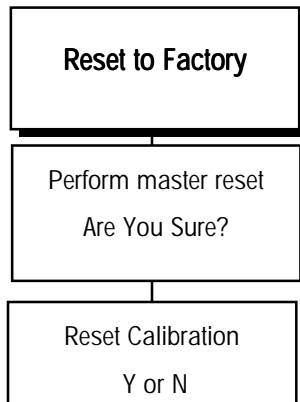 Reset to Factory
Perform master reset
Are You Sure?
Reset Calibration
Y or N